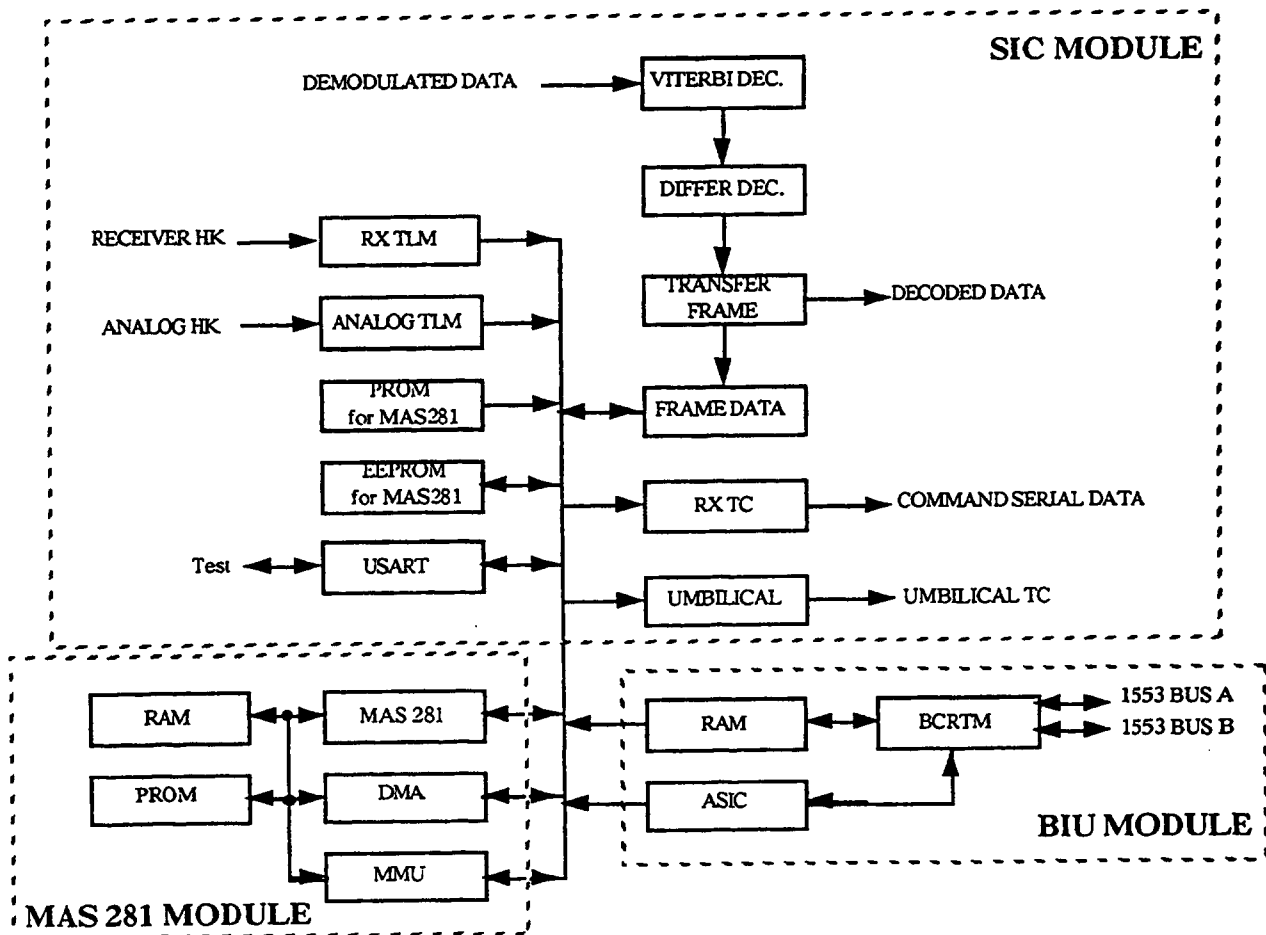 SIC MODULE
DEMODULATED DATA
VITERBI DEC.
DIFFER DEC.
RECEIVER HK
RX TLM
TRANSFER
FRAME
DECODED DATA
ANALOG HK
ANALOG TLM
PROM
for MAS281
FRAME DATA
EEPROM
for MAS281
RX TC
COMMAND SERIAL DATA
Test
USART
UMBILICAL
UMBILICAL TC
RAM
MAS 281
PROM
DMA
MMU
MAS 281 MODULE
RAM
BCRTM
1553 BUS A
1553 BUS B
ASIC
BIU MODULE